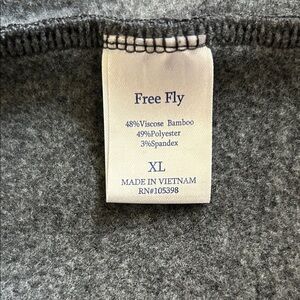 Free Fly
48%Viscose Bamboo
49%Polyester
3%Spandex
XL
MADE IN VIETNAM
RN#105398